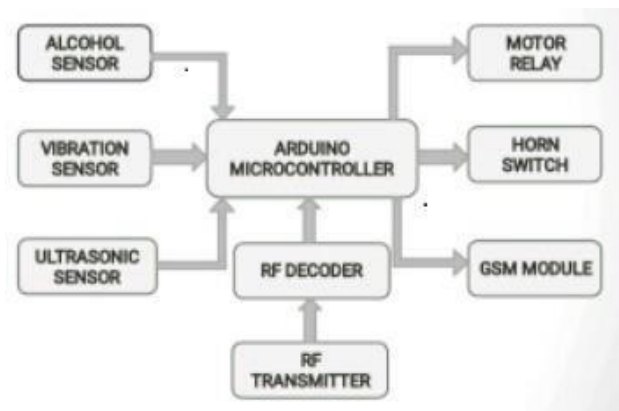 ALCOHOL
SENSOR
MOTOR
RELAY
VIBRATION
SENSOR
ARDUINO
MICROCONTROLLER
HORN
SWITCH
ULTRASONIC
SENSOR
RF DECODER
GSM MODULE
RF
TRANSMITTER